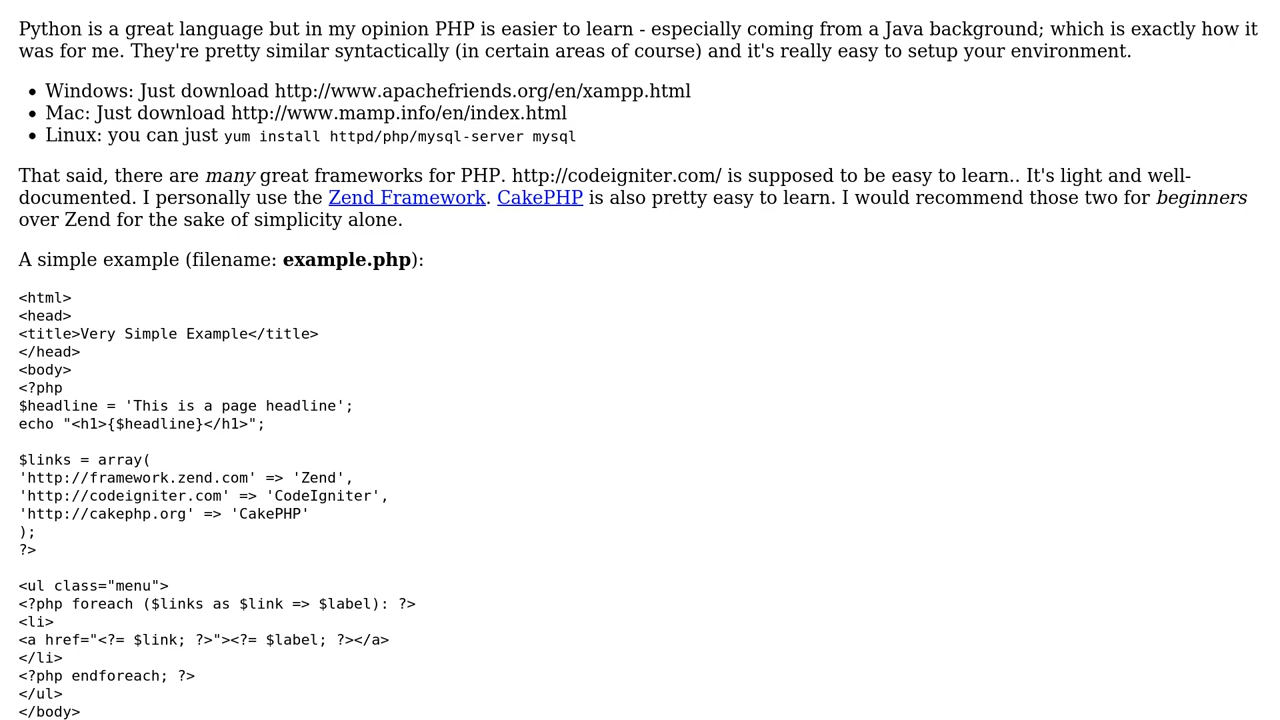 Python is a great language but in my opinion PHP is easier to learn - especially coming from a Java background; which is exactly how it
was for me. They're pretty similar syntactically (in certain areas of course) and it's really easy to setup your environment.
• Windows: Just download http://www.apachefriends.org/en/xampp.html
• Mac: Just download http://www.mamp.info/en/index.html
• Linux: you can just yum install httpd/php/mysql-server mysql
That said, there are many great frameworks for PHP. http://codeigniter.com/ is supposed to be easy to learn.. It's light and well-
documented. I personally use the Zend Framework. CakePHP is also pretty easy to learn. I would recommend those two for beginners
over Zend for the sake of simplicity alone.
A simple example (filename: example.php):
<html>
<head>
<title>Very Simple Example</title>
</head>
<body>
<?php
$headline = 'This is a page headline';
echo "<h1>{$headline}</h1>";
$links = array(
'http://framework.zend.com' => 'Zend',
'http://codeigniter.com' => 'CodeIgniter',
'http://cakephp.org' => 'CakePHP'
);
?>
<ul class="menu">
<?php foreach ($links as $link => $label): ?>
<li>
<a href="<?= $link; ?>"><?= $label; ?></a>
</li>
<?php endforeach; ?>
</ul>
</body>